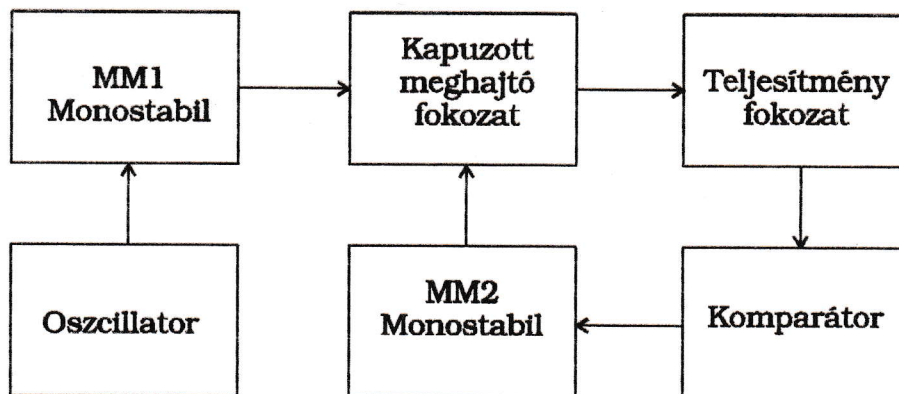 MM1
Monostabil
Kapuzott
meghajtó
fokozat
Teljesítmény
fokozat
Oszcillator
MM2
Monostabil
Komparátor